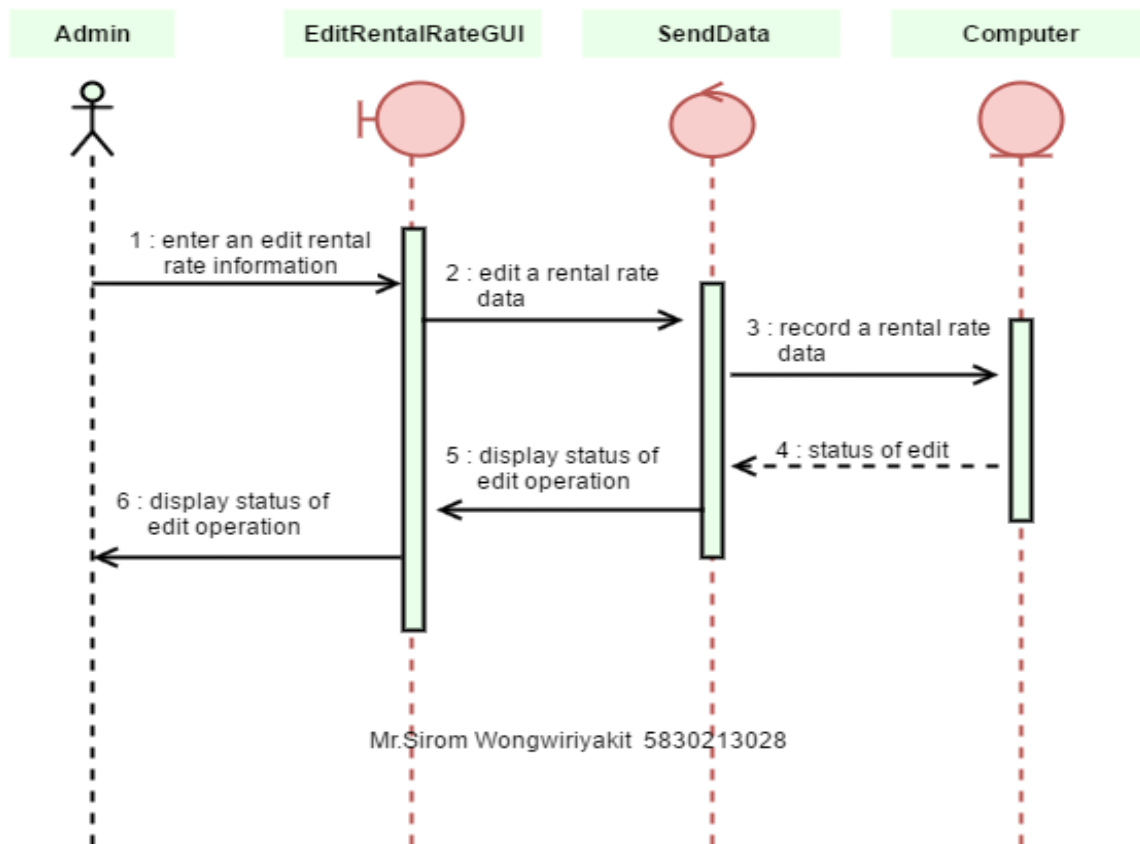 Admin
EditRentalRateGUI
SendData
Computer
1 : enter an edit rental
rate information
2 : edit a rental rate
data
3 : record a rental rate
data
4 : status of edit
5 : display status of
edit operation
6 : display status of
edit operation
Mr.Sirom Wongwiriyakit 5830213028